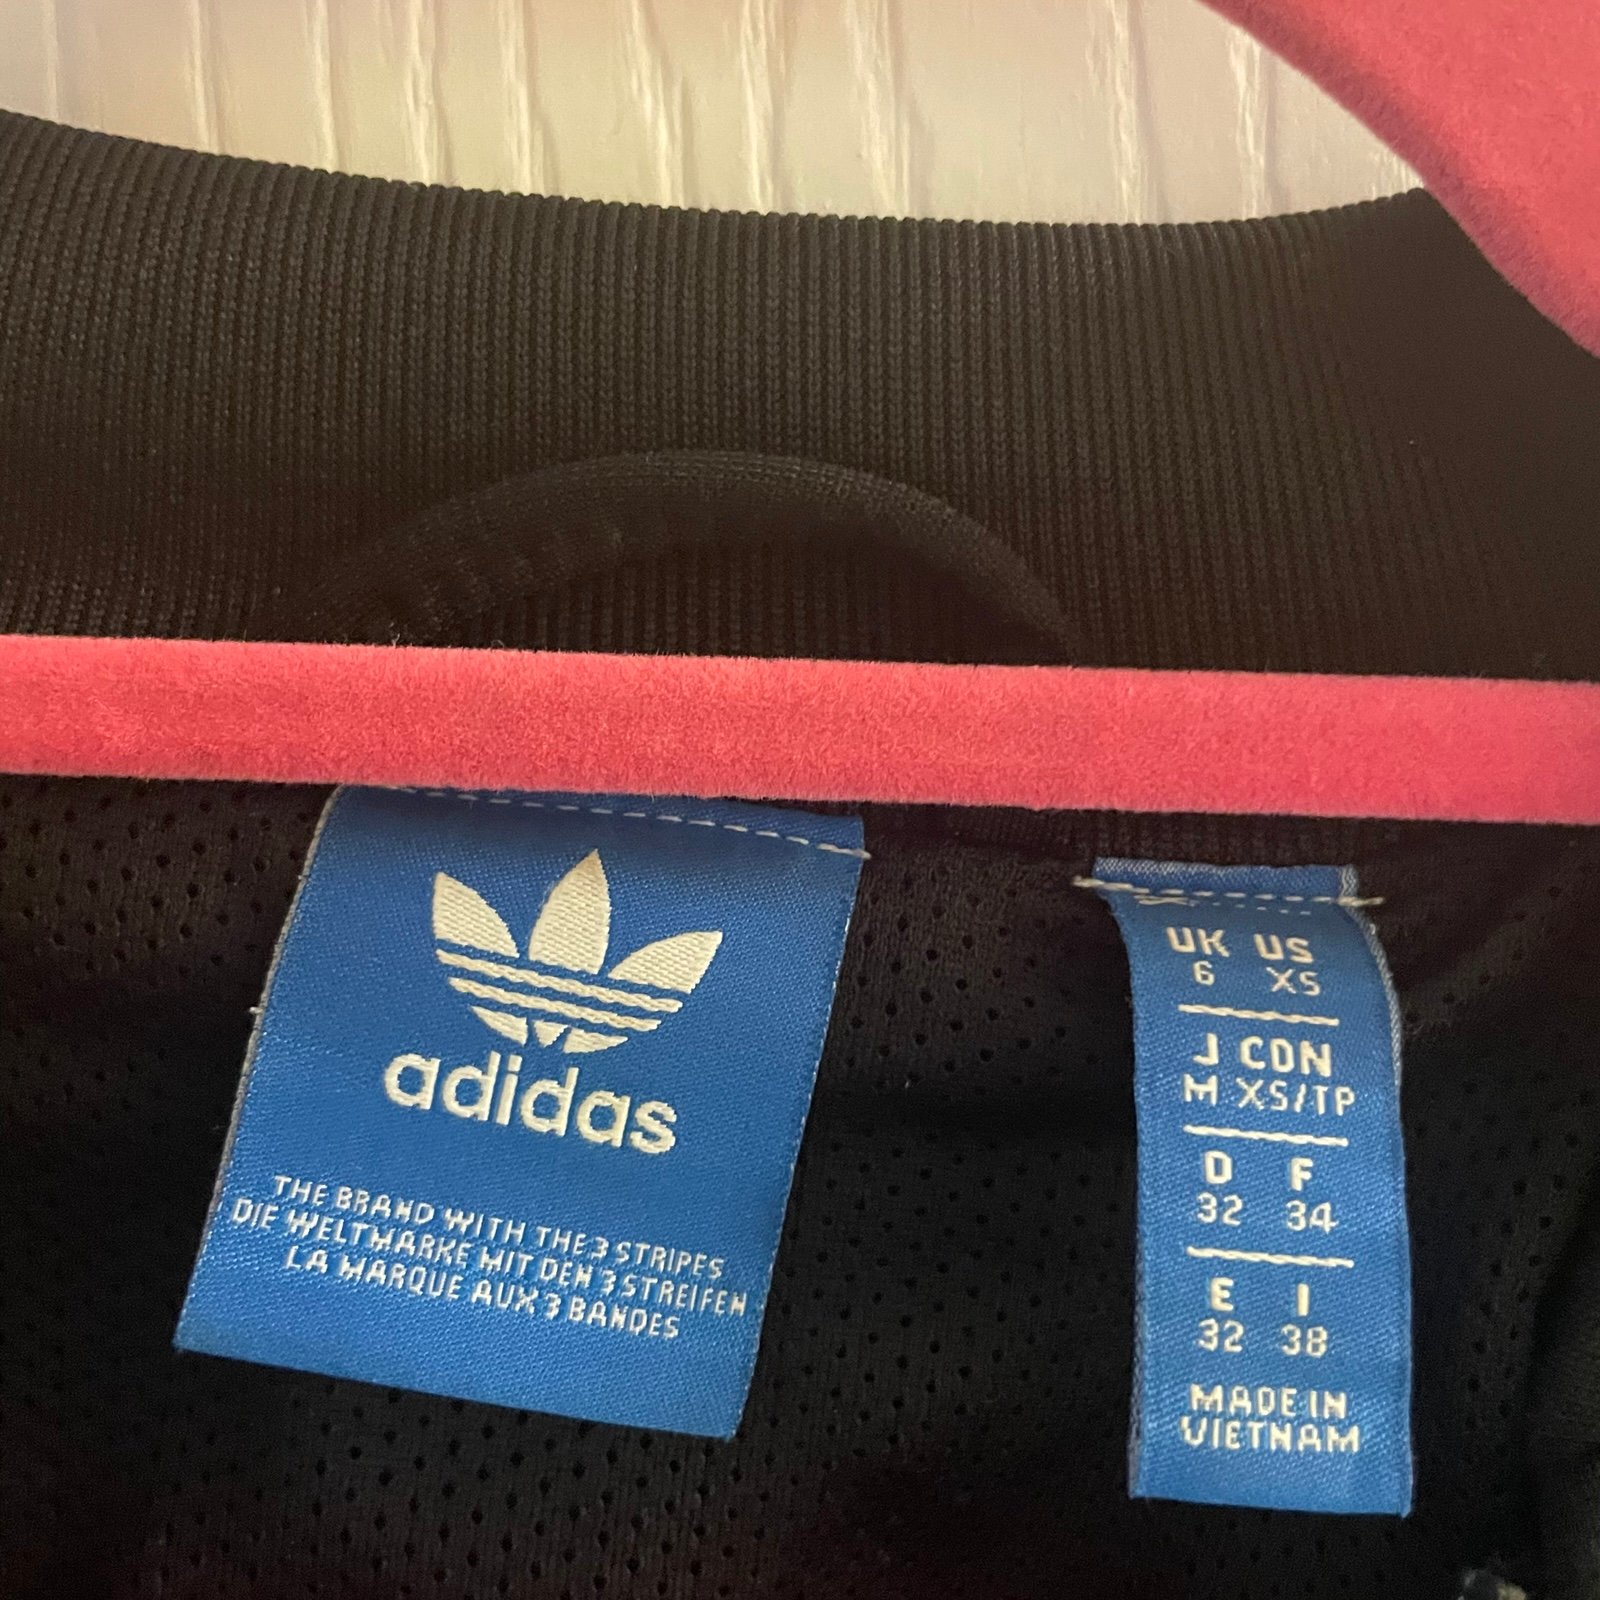 adidas
THE BRAND WITH THE 3 STRIPES
DIE WELTMARKE MIT DEN 3 STREIFEN
LA MARQUE AUX 3 BANDES
UK US
6 XS
J CDN
M XS/TP
D F
32 34
E I
32 38
MADE IN
VIETNAM